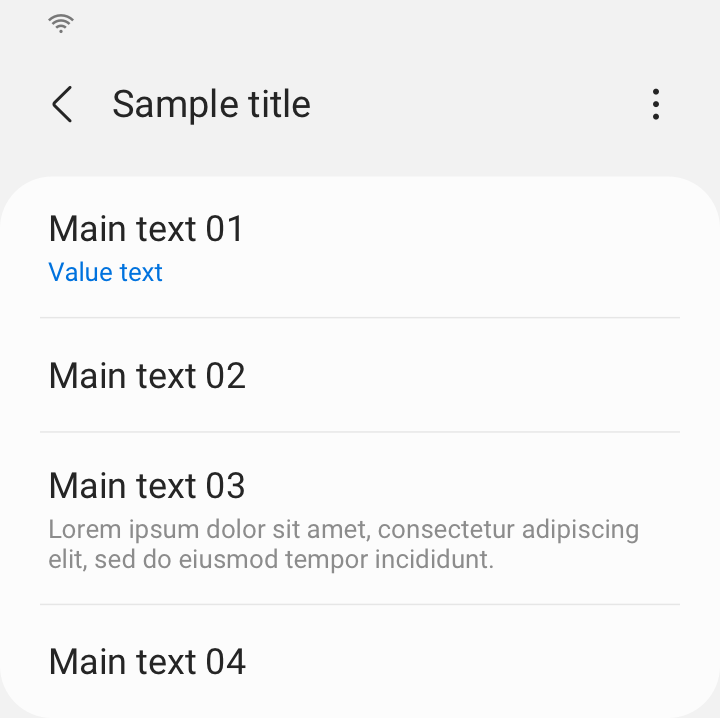 Sample title
Main text 01
Value text
Main text 02
Main text 03
Lorem ipsum dolor sit amet, consectetur adipiscing
elit, sed do eiusmod tempor incididunt.
Main text 04